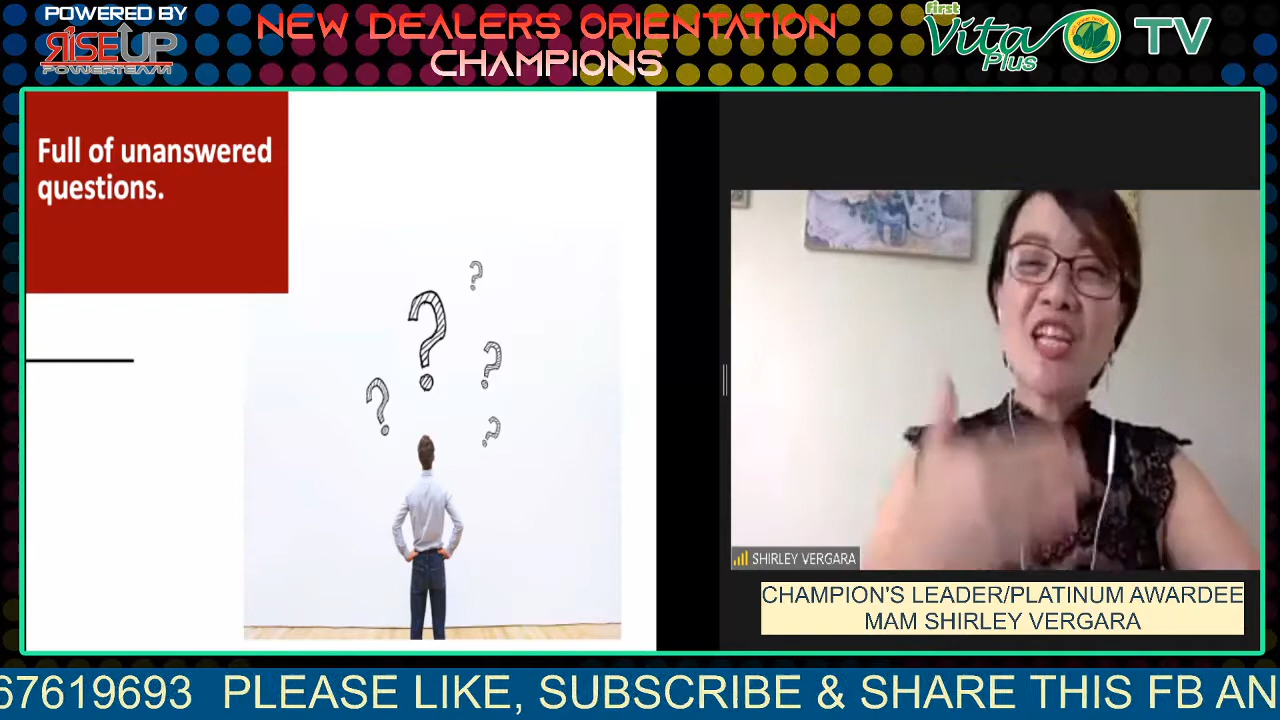 POWERED BY
RISEUP
POWERTEAM
NEW DEALERS ORIENTATION
CHAMPIONS
first
Vita
Plus
TV
Full of unanswered
questions.
?
?
?
?
?
SHIRLEY VERGARA
CHAMPION'S LEADER/PLATINUM AWARDEE
MAM SHIRLEY VERGARA
67619693 PLEASE LIKE, SUBSCRIBE & SHARE THIS FB AN